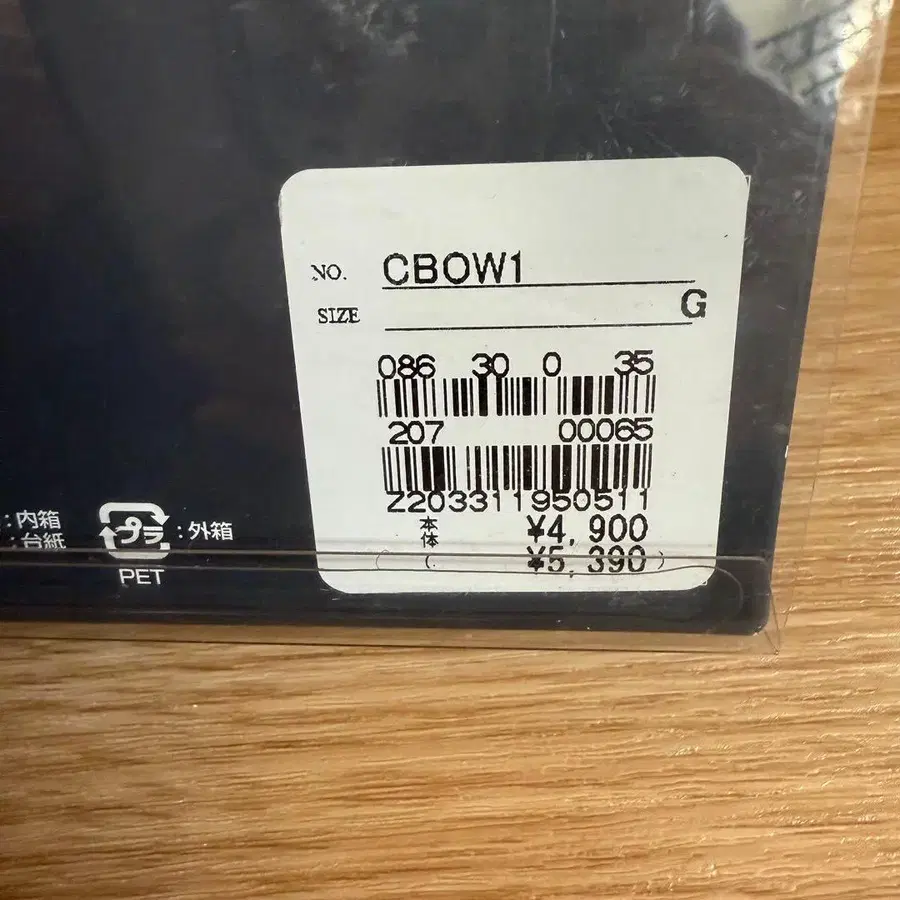 NO. CBOW1
SIZE G
086 30 0 35
207 00065
Z203311950511
本体 ¥4,900
( ¥5,390 )
:内箱
:台紙
プラ :外箱
PET